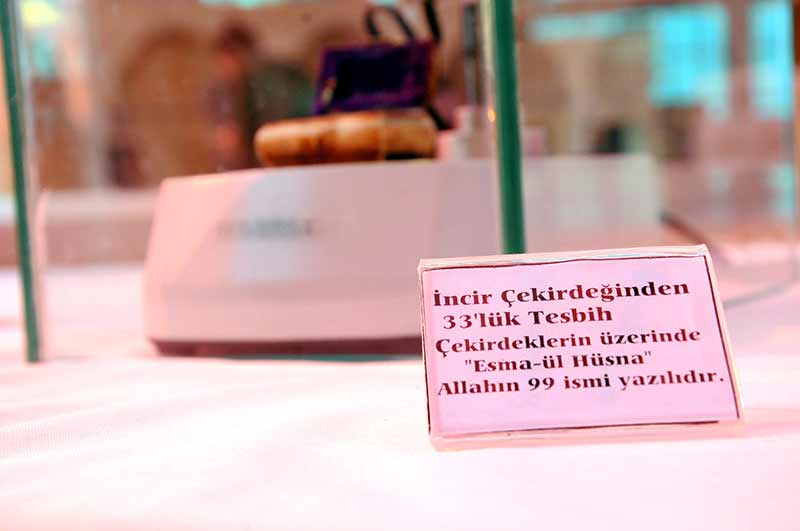 İncir Çekirdeğinden
33'lük Tesbih
Çekirdeklerin üzerinde
"Esma-ül Hüsna"
Allahın 99 ismi yazılıdır.